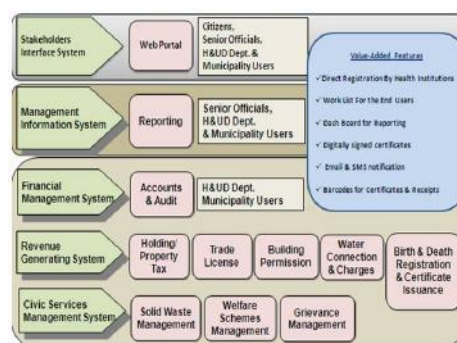 Stakeholders
Interface System
Web Portal
Citizens,
Senior Officials,
H&UD Dept. &
Municipality Users
Value-Added Features
✓Direct Registration By Health Institutions
✓Work List For the End Users
✓Dash Board for Reporting
✓Digitally signed certificates
✓Email & SMS notification
✓Barcodes for Certificates & Receipts
Management
Information System
Reporting
Senior Officials,
H&UD Dept.
& Municipality Users
Financial
Management System
Accounts
& Audit
H&UD Dept.
Municipality Users
Revenue
Generating System
Holding/
Property
Tax
Trade
License
Building
Permission
Water
Connection
& Charges
Birth & Death
Registration
& Certificate
Issuance
Civic Services
Management System
Solid Waste
Management
Welfare
Schemes
Management
Grievance
Management